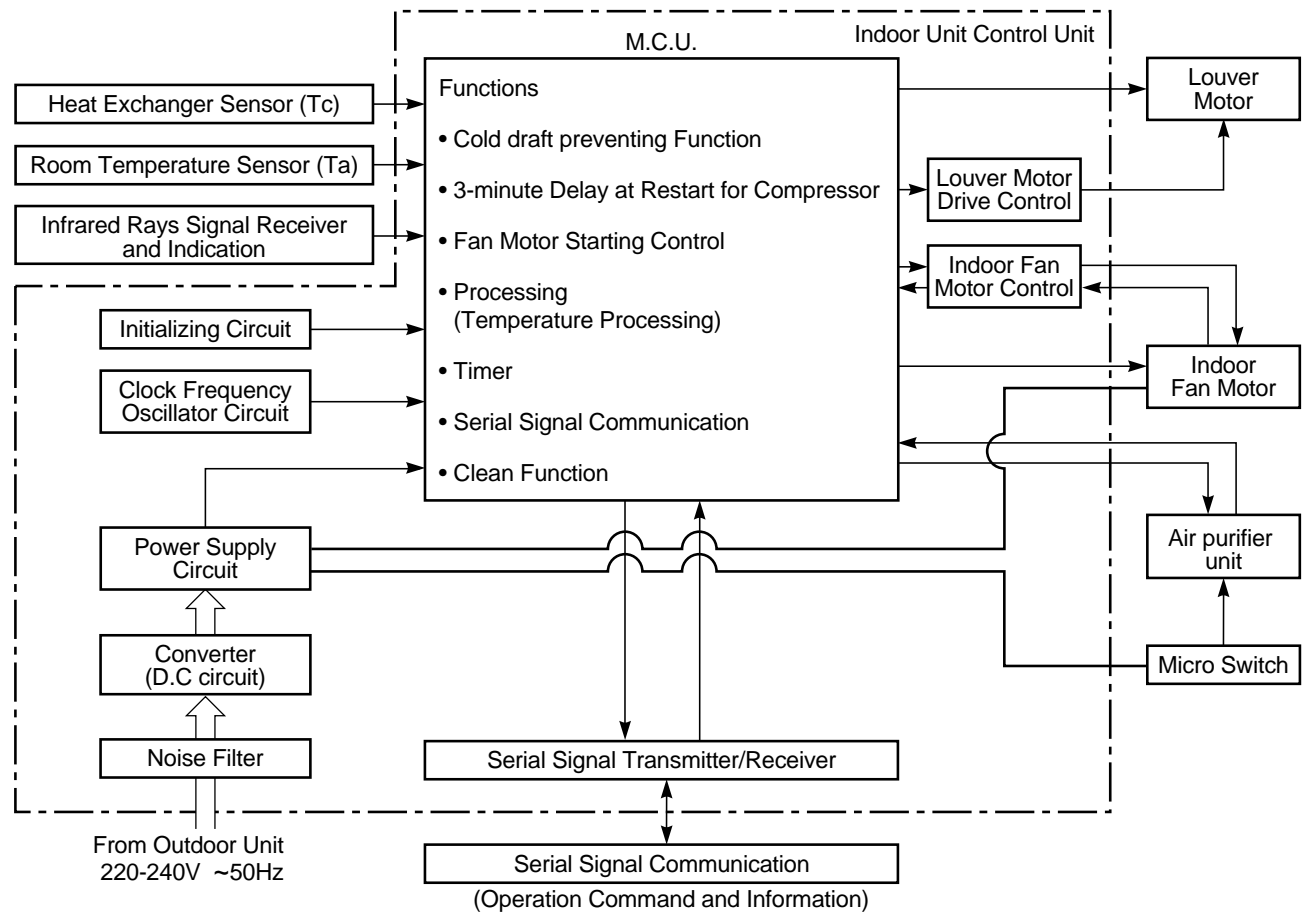 Indoor Unit Control Unit
M.C.U.
Heat Exchanger Sensor (Tc)
Room Temperature Sensor (Ta)
Infrared Rays Signal Receiver
and Indication
Initializing Circuit
Clock Frequency
Oscillator Circuit
Power Supply
Circuit
Converter
(D.C circuit)
Noise Filter
From Outdoor Unit
220-240V ~50Hz
Functions
• Cold draft preventing Function
• 3-minute Delay at Restart for Compressor
• Fan Motor Starting Control
• Processing
(Temperature Processing)
• Timer
• Serial Signal Communication
• Clean Function
Serial Signal Transmitter/Receiver
Serial Signal Communication
(Operation Command and Information)
Louver Motor
Drive Control
Indoor Fan
Motor Control
Louver
Motor
Indoor
Fan Motor
Air purifier
unit
Micro Switch